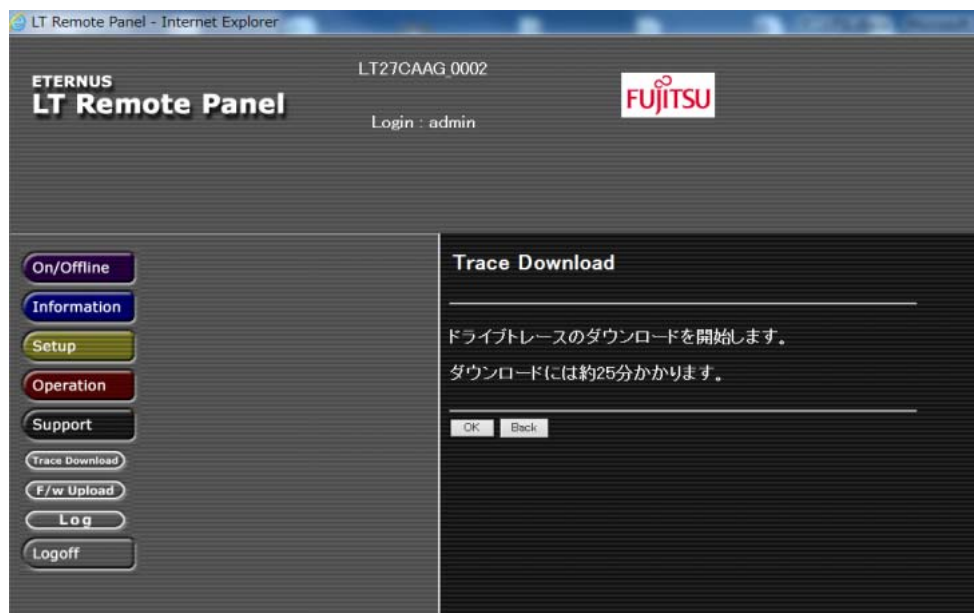 LT Remote Panel - Internet Explorer
ETERNUS
LT Remote Panel
LT27CAAG_0002
Login : admin
FUJITSU
On/Offline
Information
Setup
Operation
Support
Trace Download
F/w Upload
Log
Logoff
Trace Download
ドライブトレースのダウンロードを開始します。
ダウンロードには約25分かかります。
OK Back